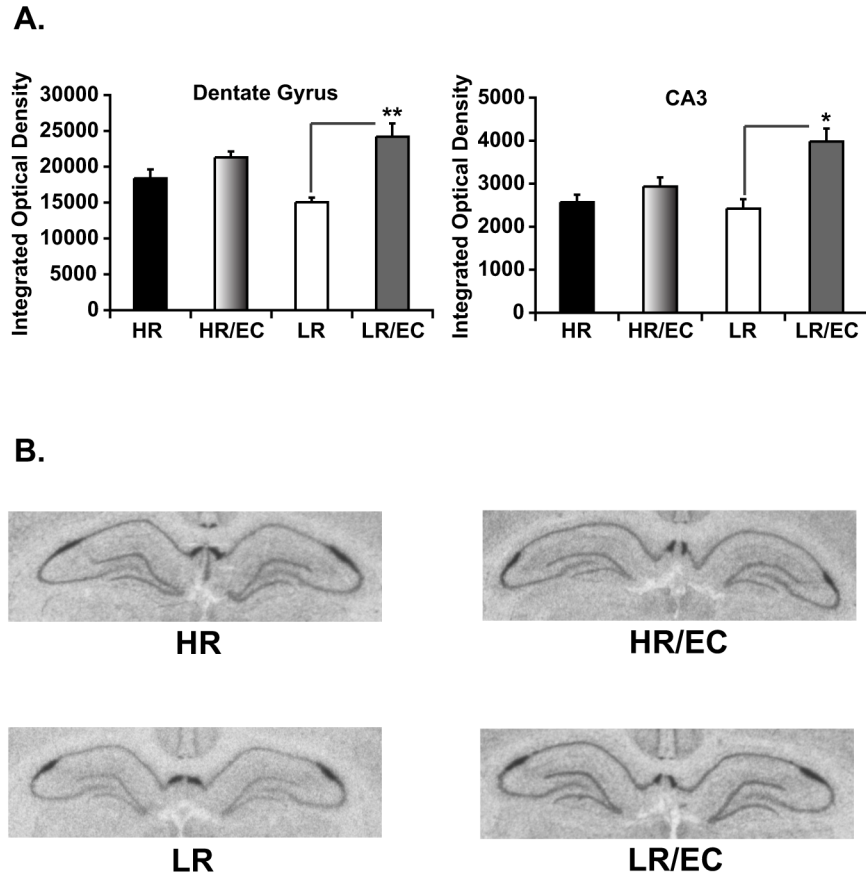 A.
Dentate Gyrus
Integrated Optical Density
30000
25000
20000
15000
10000
5000
0
**
HR
HR/EC
LR
LR/EC
CA3
Integrated Optical Density
5000
4000
3000
2000
1000
0
*
HR
HR/EC
LR
LR/EC
B.
HR
HR/EC
LR
LR/EC